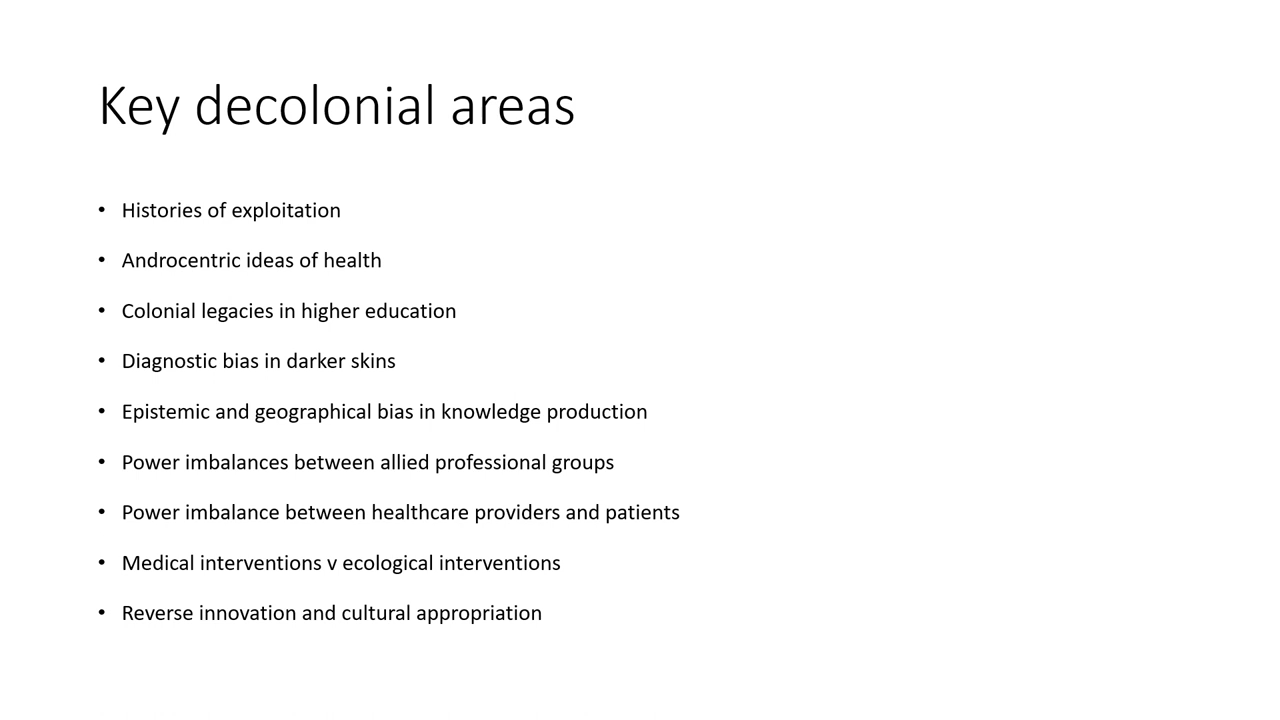 Key decolonial areas
• Histories of exploitation
• Androcentric ideas of health
• Colonial legacies in higher education
• Diagnostic bias in darker skins
• Epistemic and geographical bias in knowledge production
• Power imbalances between allied professional groups
• Power imbalance between healthcare providers and patients
• Medical interventions v ecological interventions
• Reverse innovation and cultural appropriation